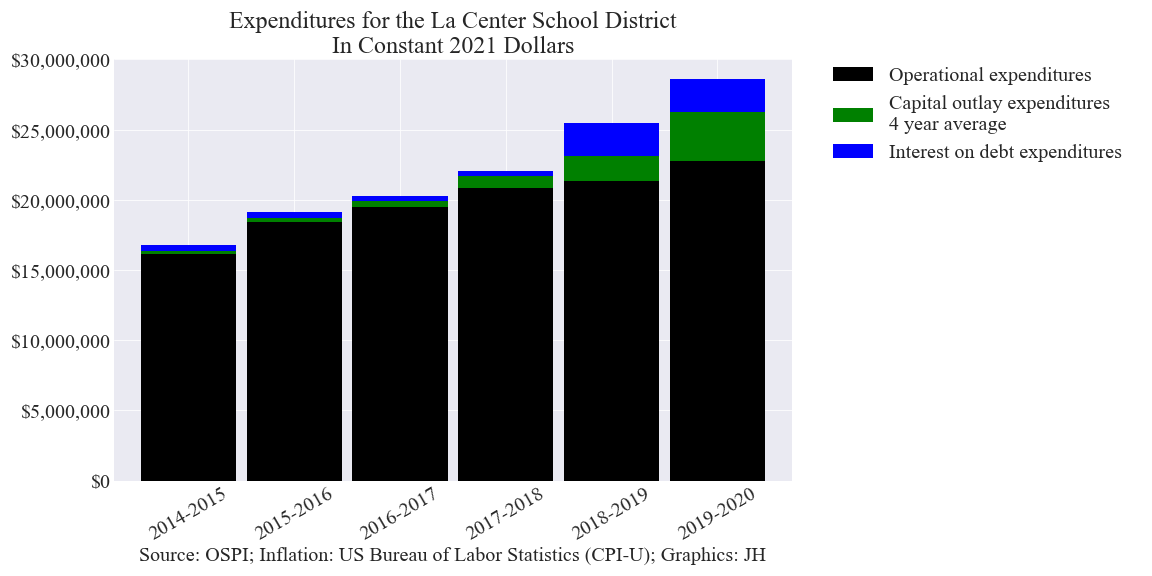 Expenditures for the La Center School District
In Constant 2021 Dollars
$30,000,000
$25,000,000
$20,000,000
$15,000,000
$10,000,000
$5,000,000
$0
2014-2015
2015-2016
2016-2017
2017-2018
2018-2019
2019-2020
Source: OSPI; Inflation: US Bureau of Labor Statistics (CPI-U); Graphics: JH
Operational expenditures
Capital outlay expenditures
4 year average
Interest on debt expenditures